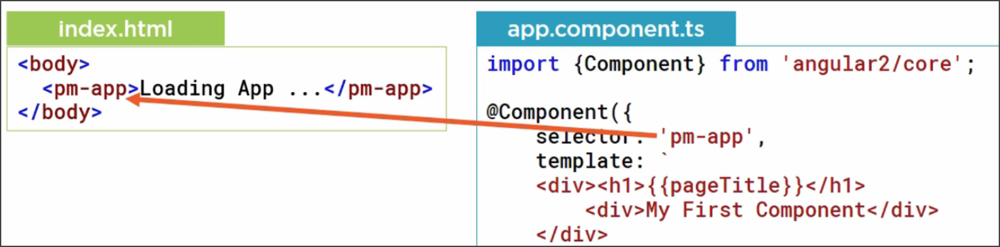 index.html
<body>
<pm-app>Loading App ...</pm-app>
</body>
app.component.ts
import {Component} from 'angular2/core';
@Component({
selector: 'pm-app',
template: `
<div><h1>{{pageTitle}}</h1>
<div>My First Component</div>
</div>